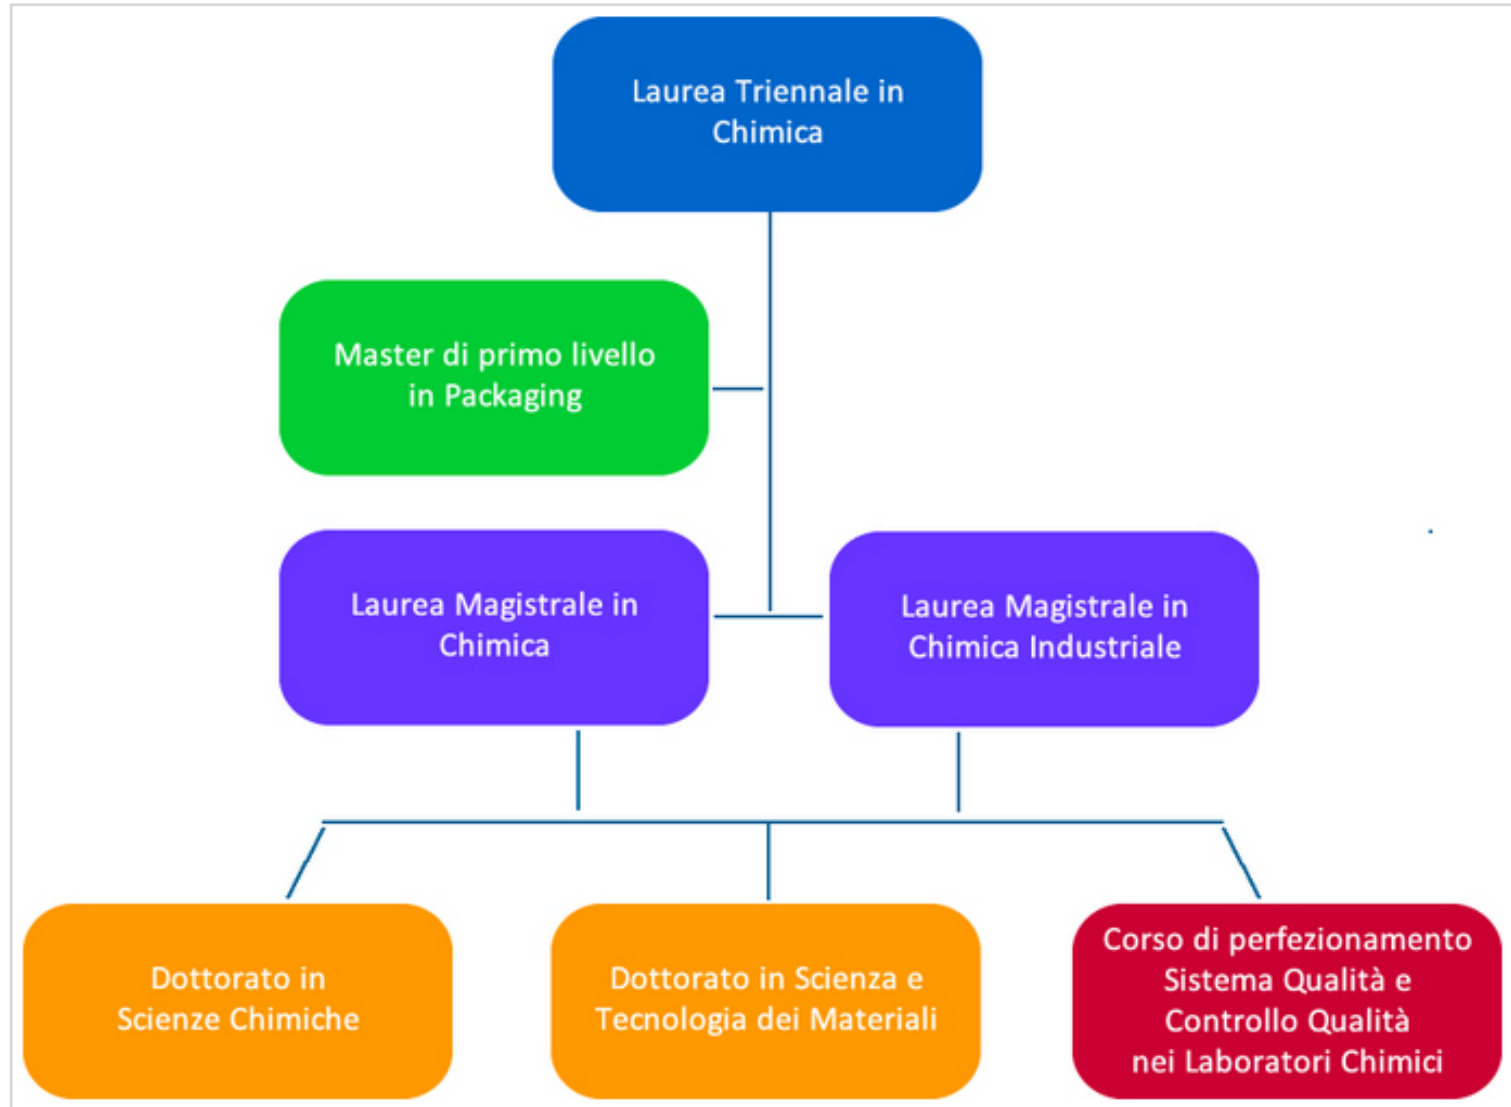 Laurea Triennale in
Chimica
Master di primo livello
in Packaging
Laurea Magistrale in
Chimica
Laurea Magistrale in
Chimica Industriale
Dottorato in
Scienze Chimiche
Dottorato in Scienza e
Tecnologia dei Materiali
Corso di perfezionamento
Sistema Qualità e
Controllo Qualità
nei Laboratori Chimici